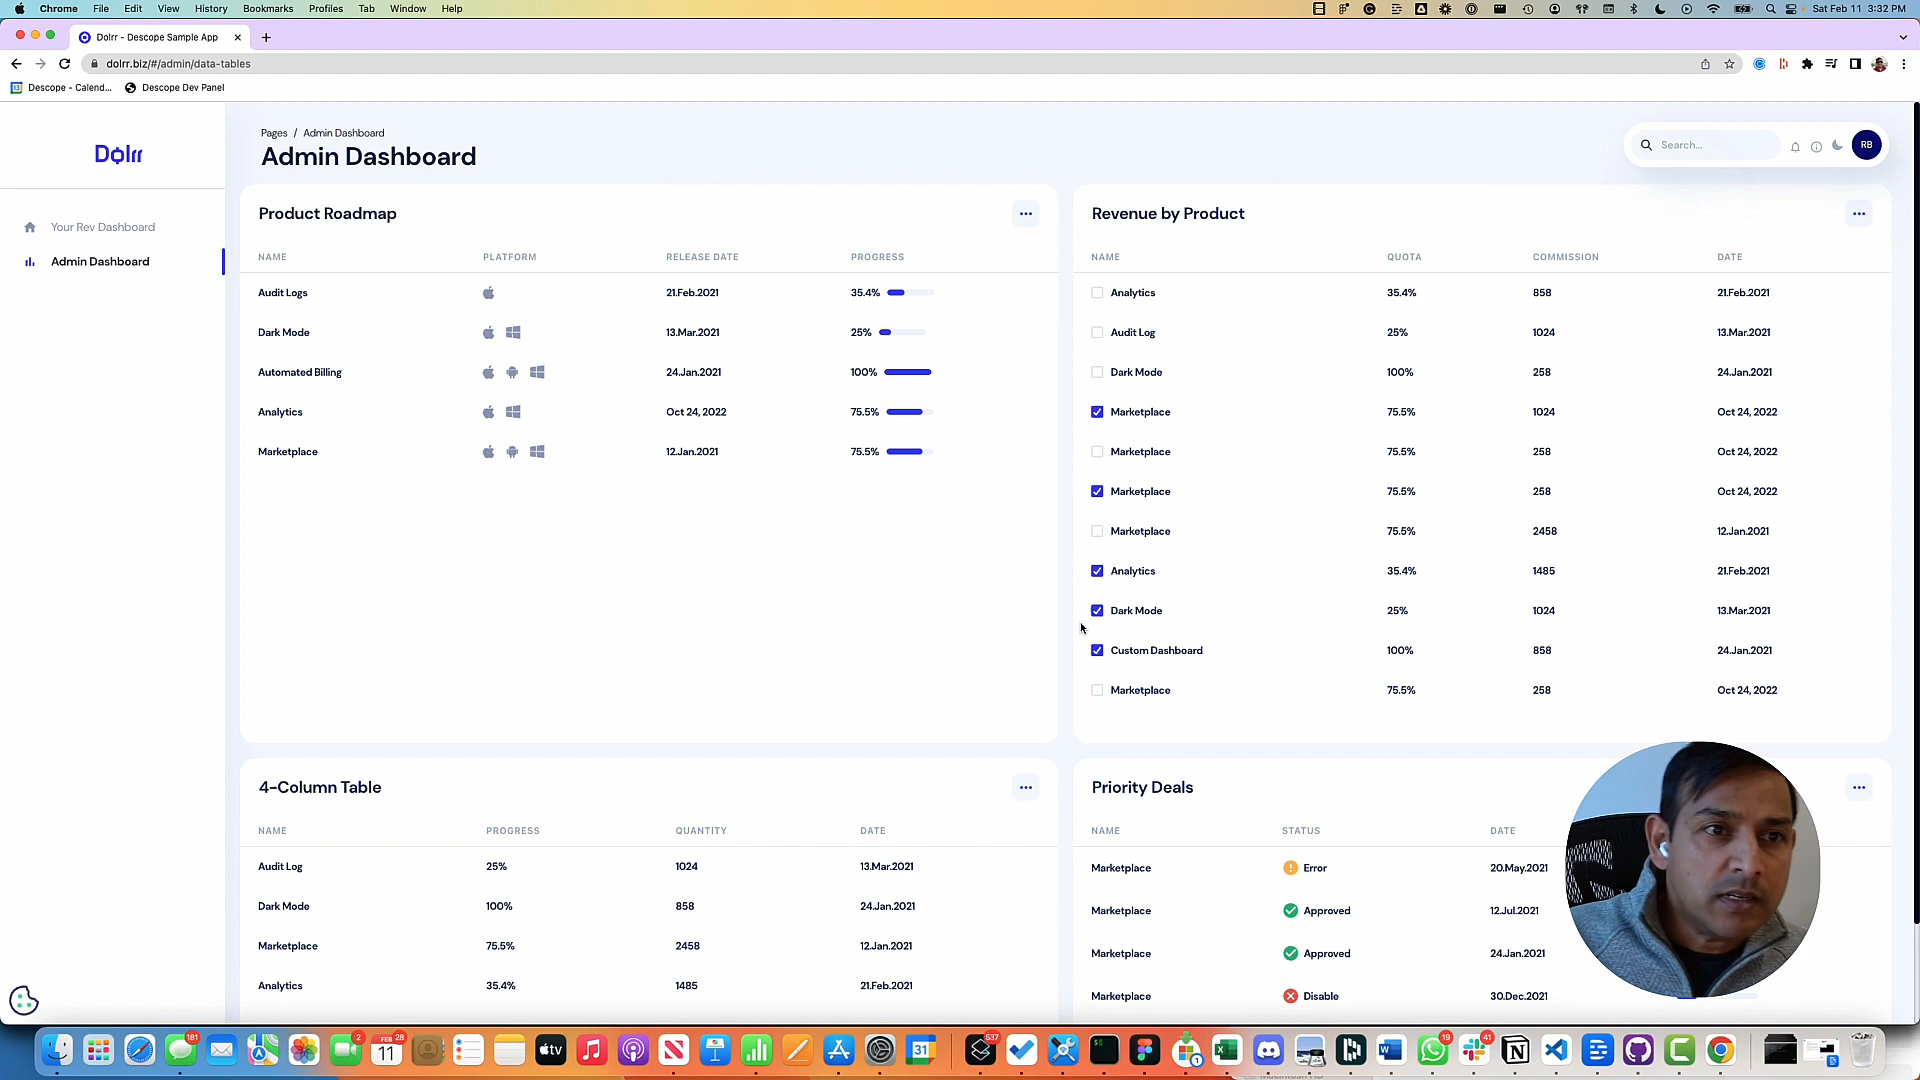 Chrome File Edit View History Bookmarks Profiles Tab Window Help
Sat Feb 11 3:32 PM
Dolrr - Descope Sample App
dolrr.biz/#/admin/data-tables
Descope - Calend... Descope Dev Panel
Dolrr
Your Rev Dashboard
Admin Dashboard
Pages / Admin Dashboard
Admin Dashboard
Search...
RB
Product Roadmap
NAME PLATFORM RELEASE DATE PROGRESS
Audit Logs 21.Feb.2021 35.4%
Dark Mode 13.Mar.2021 25%
Automated Billing 24.Jan.2021 100%
Analytics Oct 24, 2022 75.5%
Marketplace 12.Jan.2021 75.5%
Revenue by Product
NAME QUOTA COMMISSION DATE
Analytics 35.4% 858 21.Feb.2021
Audit Log 25% 1024 13.Mar.2021
Dark Mode 100% 258 24.Jan.2021
Marketplace 75.5% 1024 Oct 24, 2022
Marketplace 75.5% 258 Oct 24, 2022
Marketplace 75.5% 258 Oct 24, 2022
Marketplace 75.5% 2458 12.Jan.2021
Analytics 35.4% 1485 21.Feb.2021
Dark Mode 25% 1024 13.Mar.2021
Custom Dashboard 100% 858 24.Jan.2021
Marketplace 75.5% 258 Oct 24, 2022
4-Column Table
NAME PROGRESS QUANTITY DATE
Audit Log 25% 1024 13.Mar.2021
Dark Mode 100% 858 24.Jan.2021
Marketplace 75.5% 2458 12.Jan.2021
Analytics 35.4% 1485 21.Feb.2021
Priority Deals
NAME STATUS DATE
Marketplace Error 20.May.2021
Marketplace Approved 12.Jul.2021
Marketplace Approved 24.Jan.2021
Marketplace Disable 30.Dec.2021
181 2 FEB 28 11 tv 31 637 1 19 41